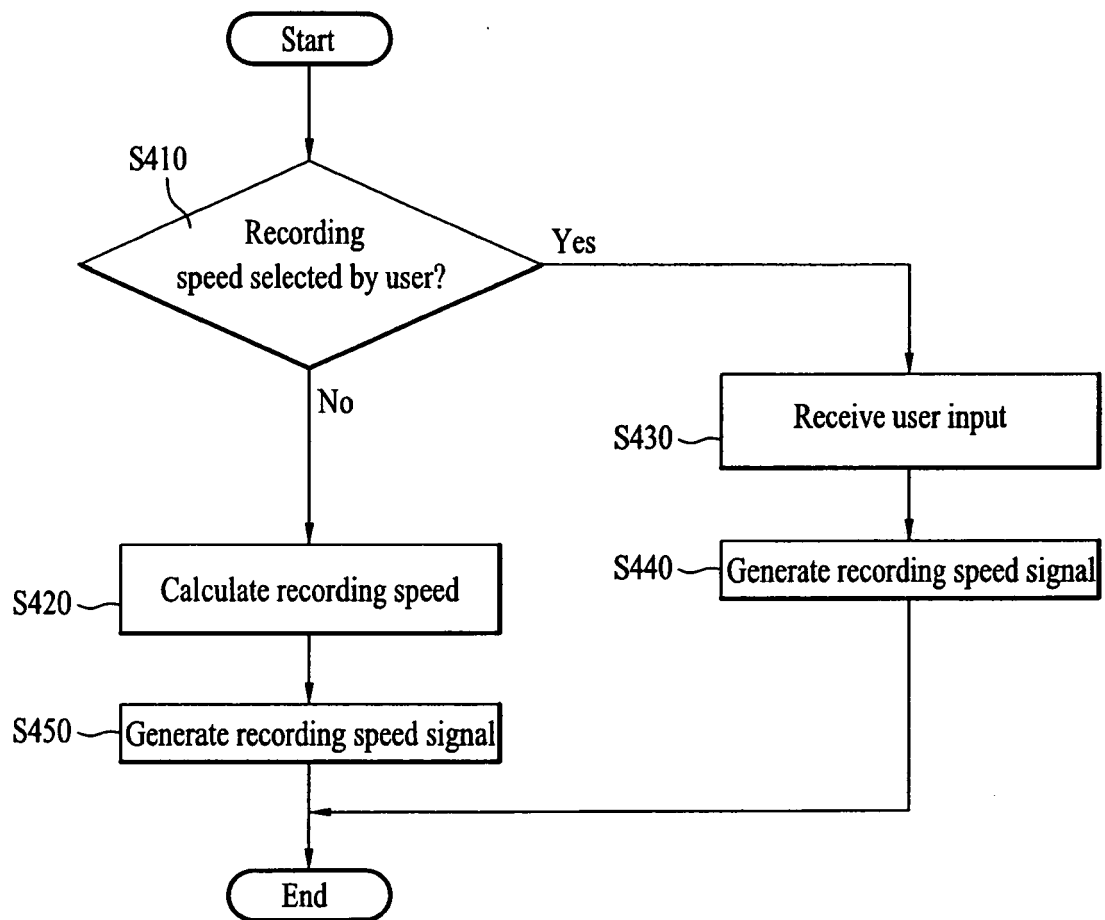 Start
S410
Recording
speed selected by user?
Yes
No
Receive user input
S430
S440
Generate recording speed signal
Calculate recording speed
S420
S450
Generate recording speed signal
End